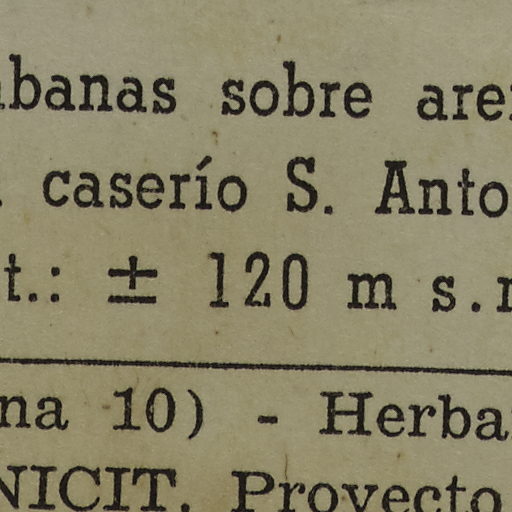 abanas sobre are
caserío S. Anto
t.: ± 120 m s.
na 10) - Herba
NICIT. Proyecto